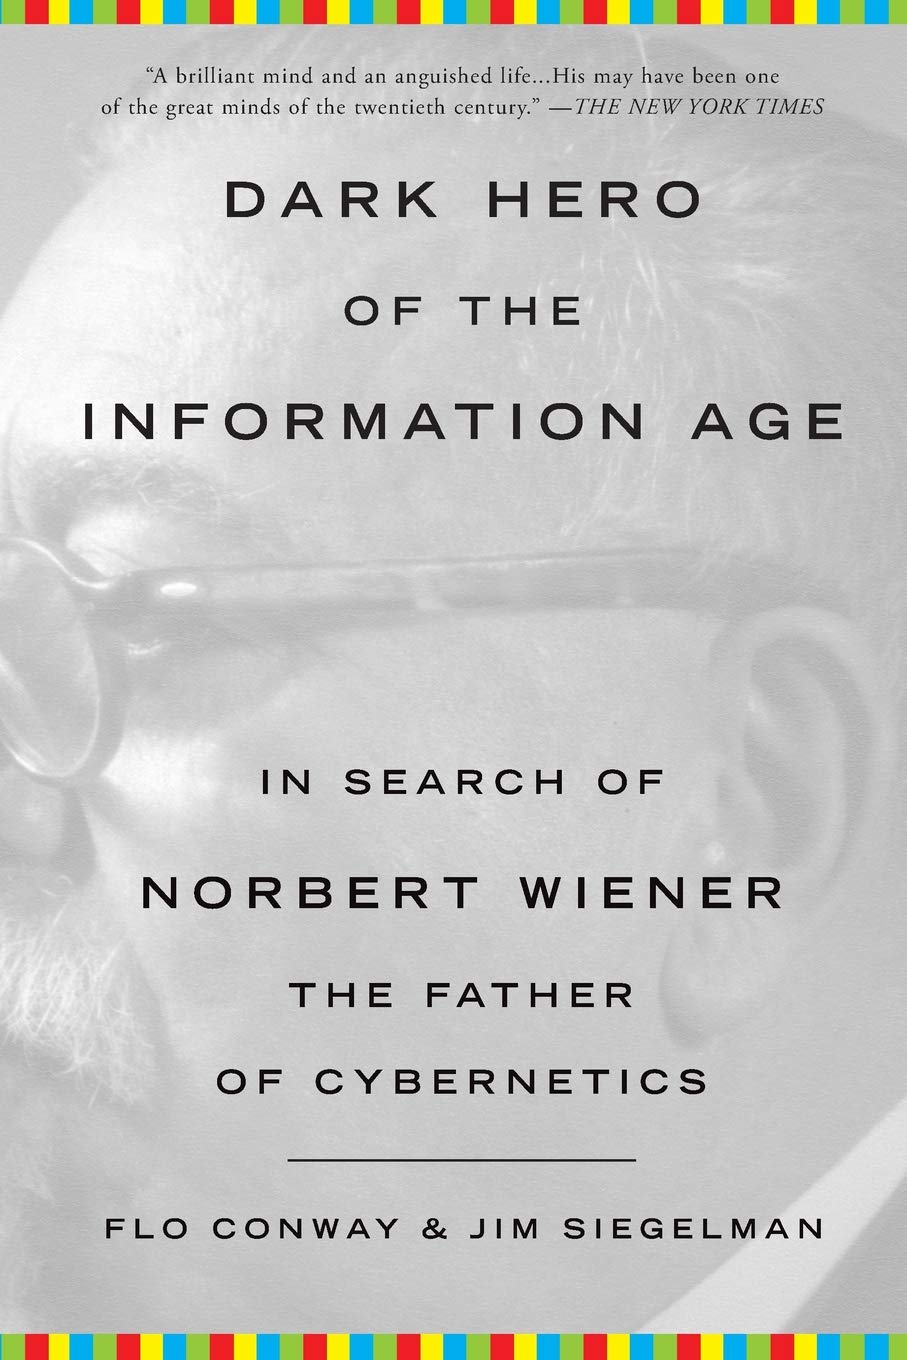 “A brilliant mind and an anguished life...His may have been one
of the great minds of the twentieth century.” —THE NEW YORK TIMES
DARK HERO
OF THE
INFORMATION AGE
IN SEARCH OF
NORBERT WIENER
THE FATHER
OF CYBERNETICS
FLO CONWAY & JIM SIEGELMAN